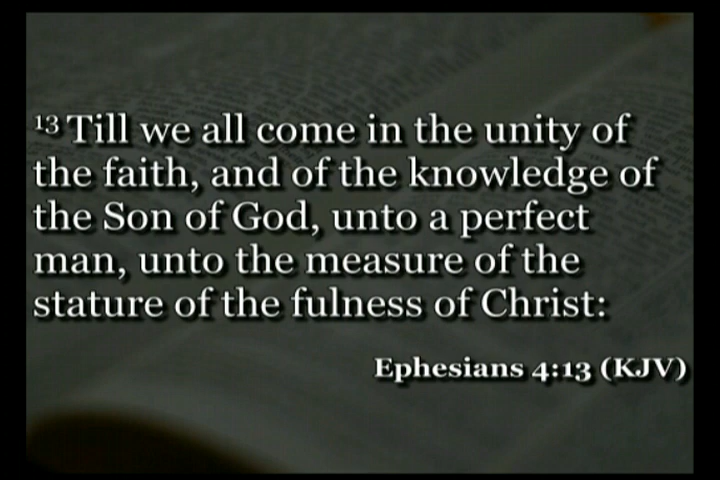 13 Till we all come in the unity of
the faith, and of the knowledge of
the Son of God, unto a perfect
man, unto the measure of the
stature of the fulness of Christ:
Ephesians 4:13 (KJV)